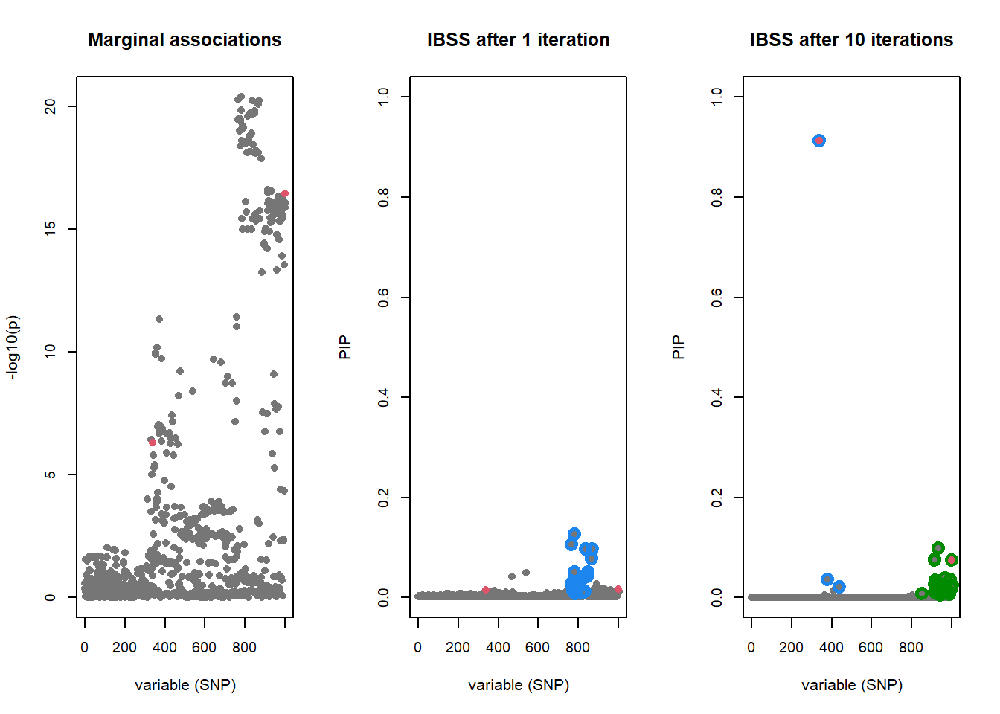 Marginal associations
-log10(p)
20
15
10
5
0
0 200 400 600 800
variable (SNP)
IBSS after 1 iteration
PIP
1.0
0.8
0.6
0.4
0.2
0.0
0 200 400 600 800
variable (SNP)
IBSS after 10 iterations
PIP
1.0
0.8
0.6
0.4
0.2
0.0
0 200 400 600 800
variable (SNP)